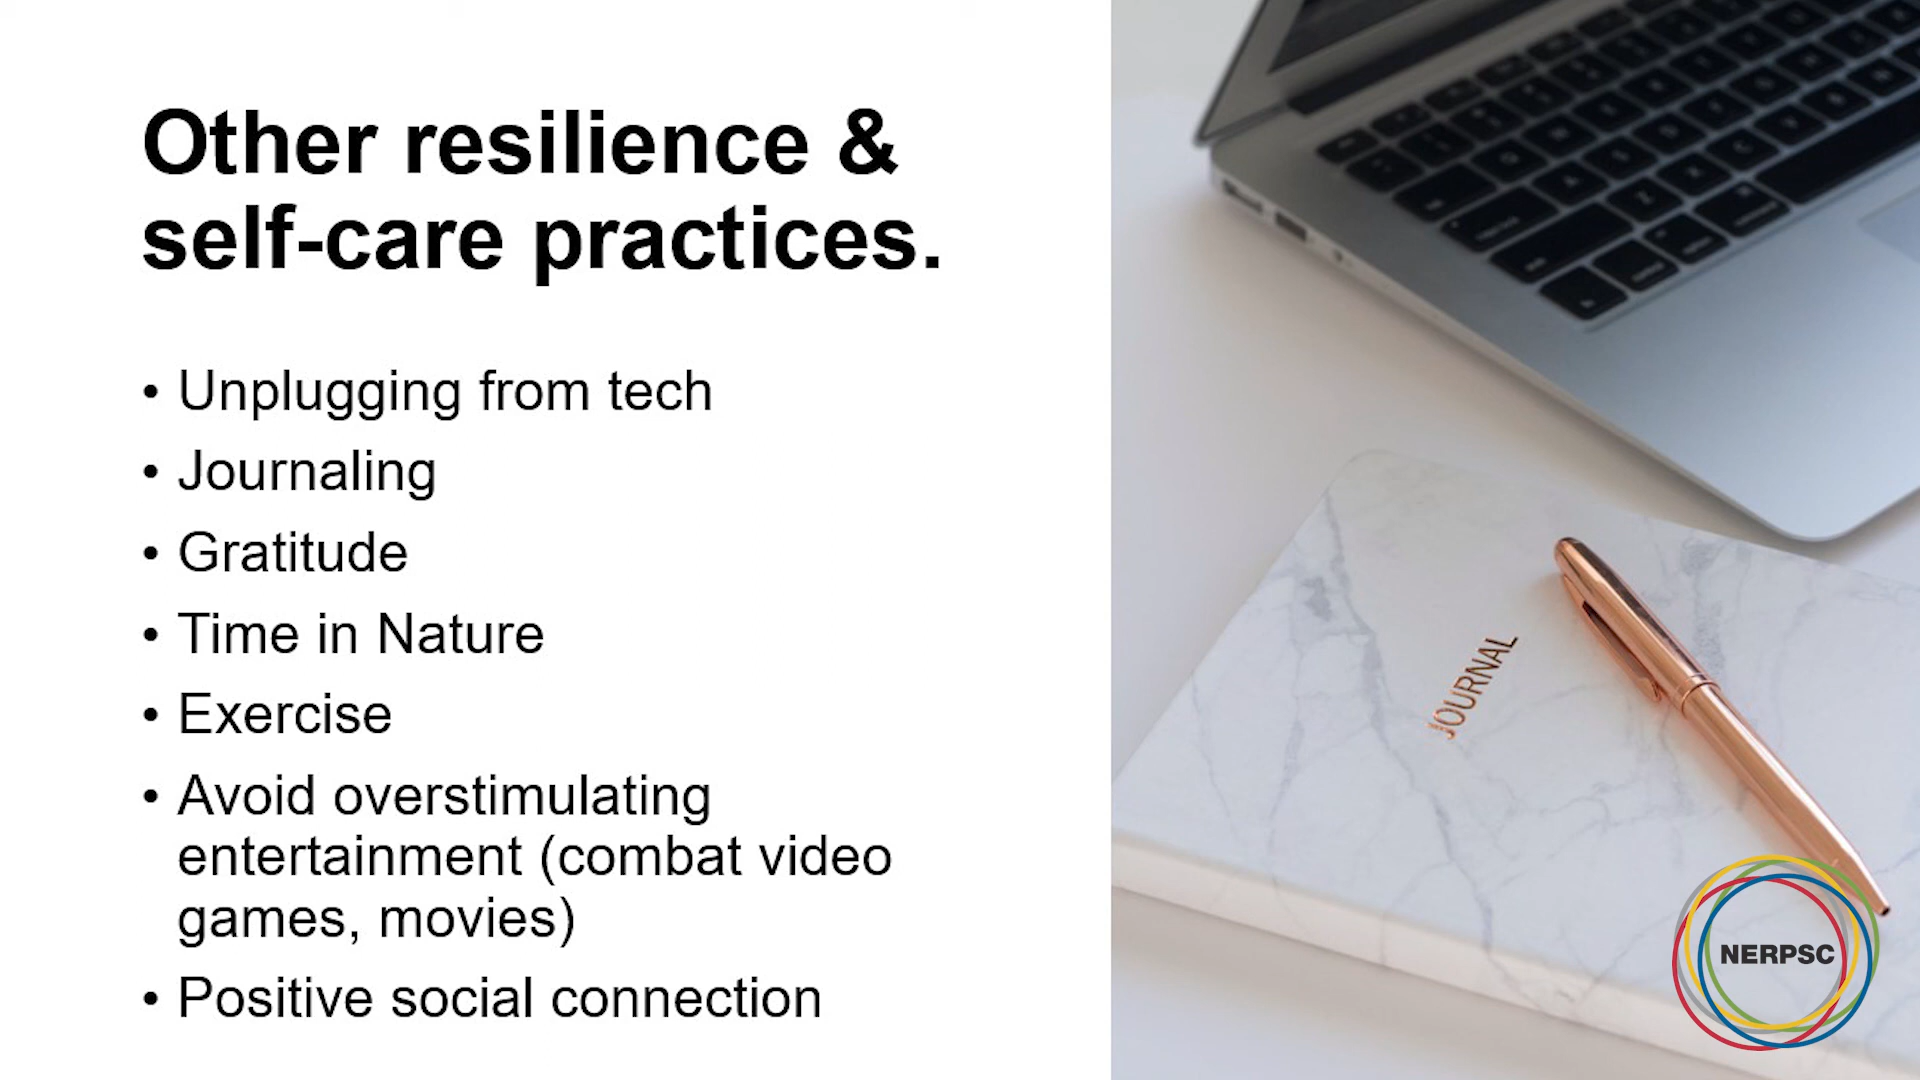 Other resilience &
self-care practices.
• Unplugging from tech
• Journaling
• Gratitude
• Time in Nature
• Exercise
• Avoid overstimulating
entertainment (combat video
games, movies)
• Positive social connection
JOURNAL
NERPSC